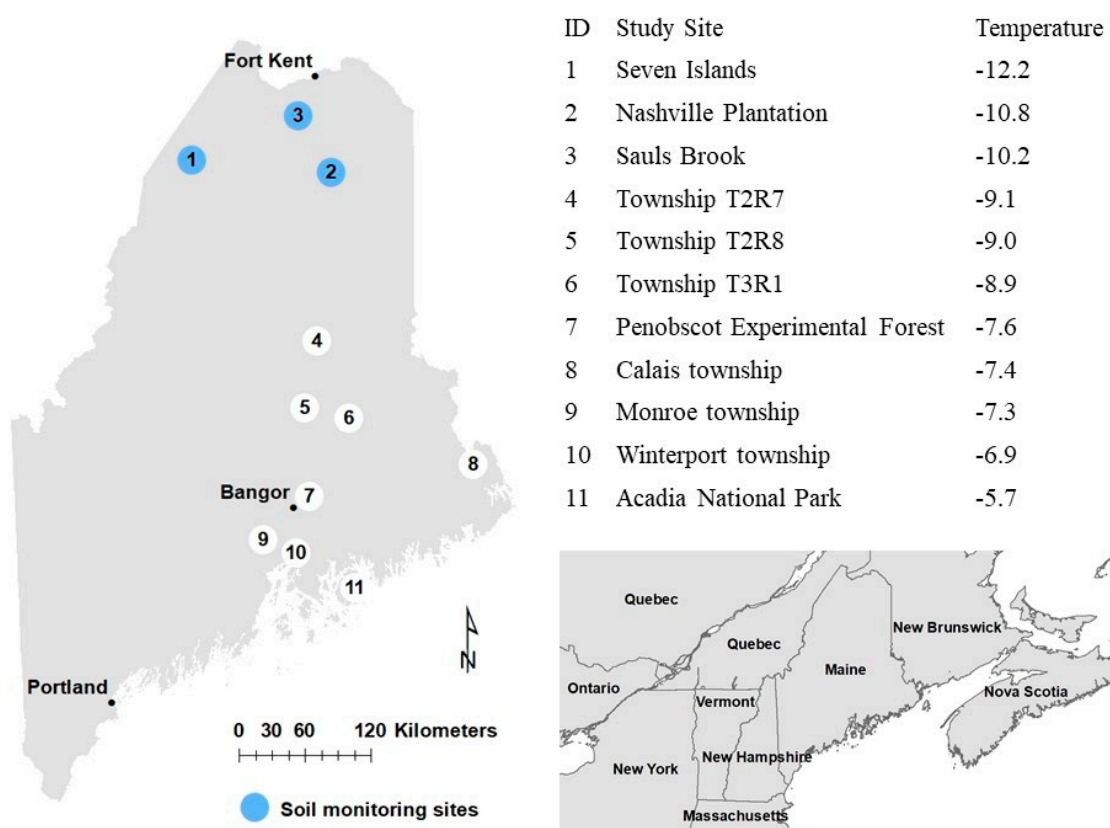 Fort Kent
3
1
2
4
5
6
8
Bangor
7
9
10
11
N
Portland
0 30 60 120 Kilometers
Soil monitoring sites
ID Study Site Temperature
1 Seven Islands -12.2
2 Nashville Plantation -10.8
3 Sauls Brook -10.2
4 Township T2R7 -9.1
5 Township T2R8 -9.0
6 Township T3R1 -8.9
7 Penobscot Experimental Forest -7.6
8 Calais township -7.4
9 Monroe township -7.3
10 Winterport township -6.9
11 Acadia National Park -5.7
Quebec
Quebec
New Brunswick
Maine
Ontario
Vermont
Nova Scotia
New Hampshire
New York
Massachusetts